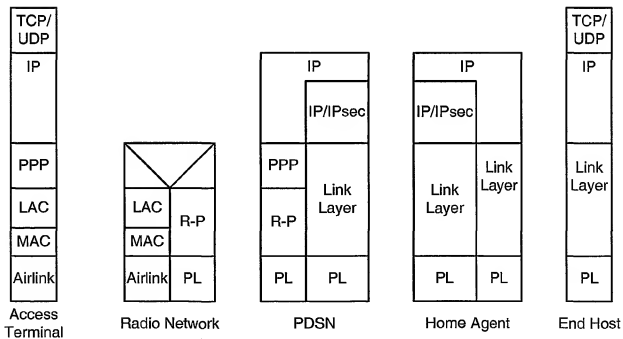 TCP/
UDP
IP
PPP
LAC
MAC
Airlink
Access
Terminal
LAC
MAC
Airlink
R-P
PL
Radio Network
IP
IP/IPsec
PPP
R-P
Link
Layer
PL
PL
PDSN
IP
IP/IPsec
Link
Layer
Link
Layer
PL
PL
Home Agent
TCP/
UDP
IP
Link
Layer
PL
End Host